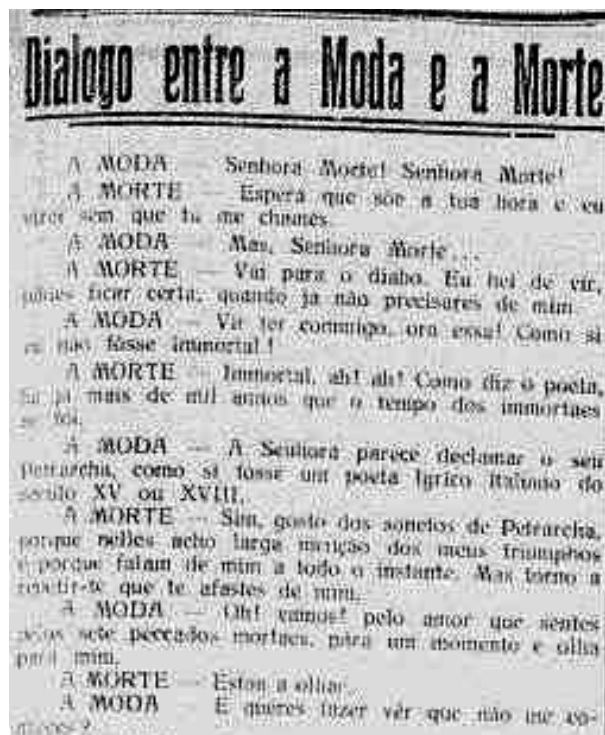 Dialogo entre a Moda e a Morte
A MODA — Senhora Morte! Senhora Morte!
A MORTE — Espera que sôe a tua hora e eu
virei sem que tu me chames.
A MODA — Mas, Senhora Morte...
A MORTE — Vai para o diabo. Eu hei de vir,
podes ficar certa, quando já não precisares de mim.
A MODA — Vir ter commigo, ora essa! Como si
eu não fosse immortal!
A MORTE — Immortal, ah! ah! Como diz o poeta,
ha já mais de mil annos que o tempo dos immortaes
se foi.
A MODA — A Senhora parece declamar o seu
Petrarcha, como si fosse um poeta lyrico italiano do
seculo XV ou XVIII.
A MORTE — Sim, gosto dos sonetos de Petrarcha,
porque nelles acho larga menção dos meus triumphos
e porque falam de mim a todo o instante. Mas torno a
repetir-te que te afastes de mim.
A MODA — Oh! vamos! pelo amor que sentes
pelos sete peccados mortaes, pára um momento e olha
para mim.
A MORTE — Estou a olhar.
A MODA — E queres fazer vêr que não me co-